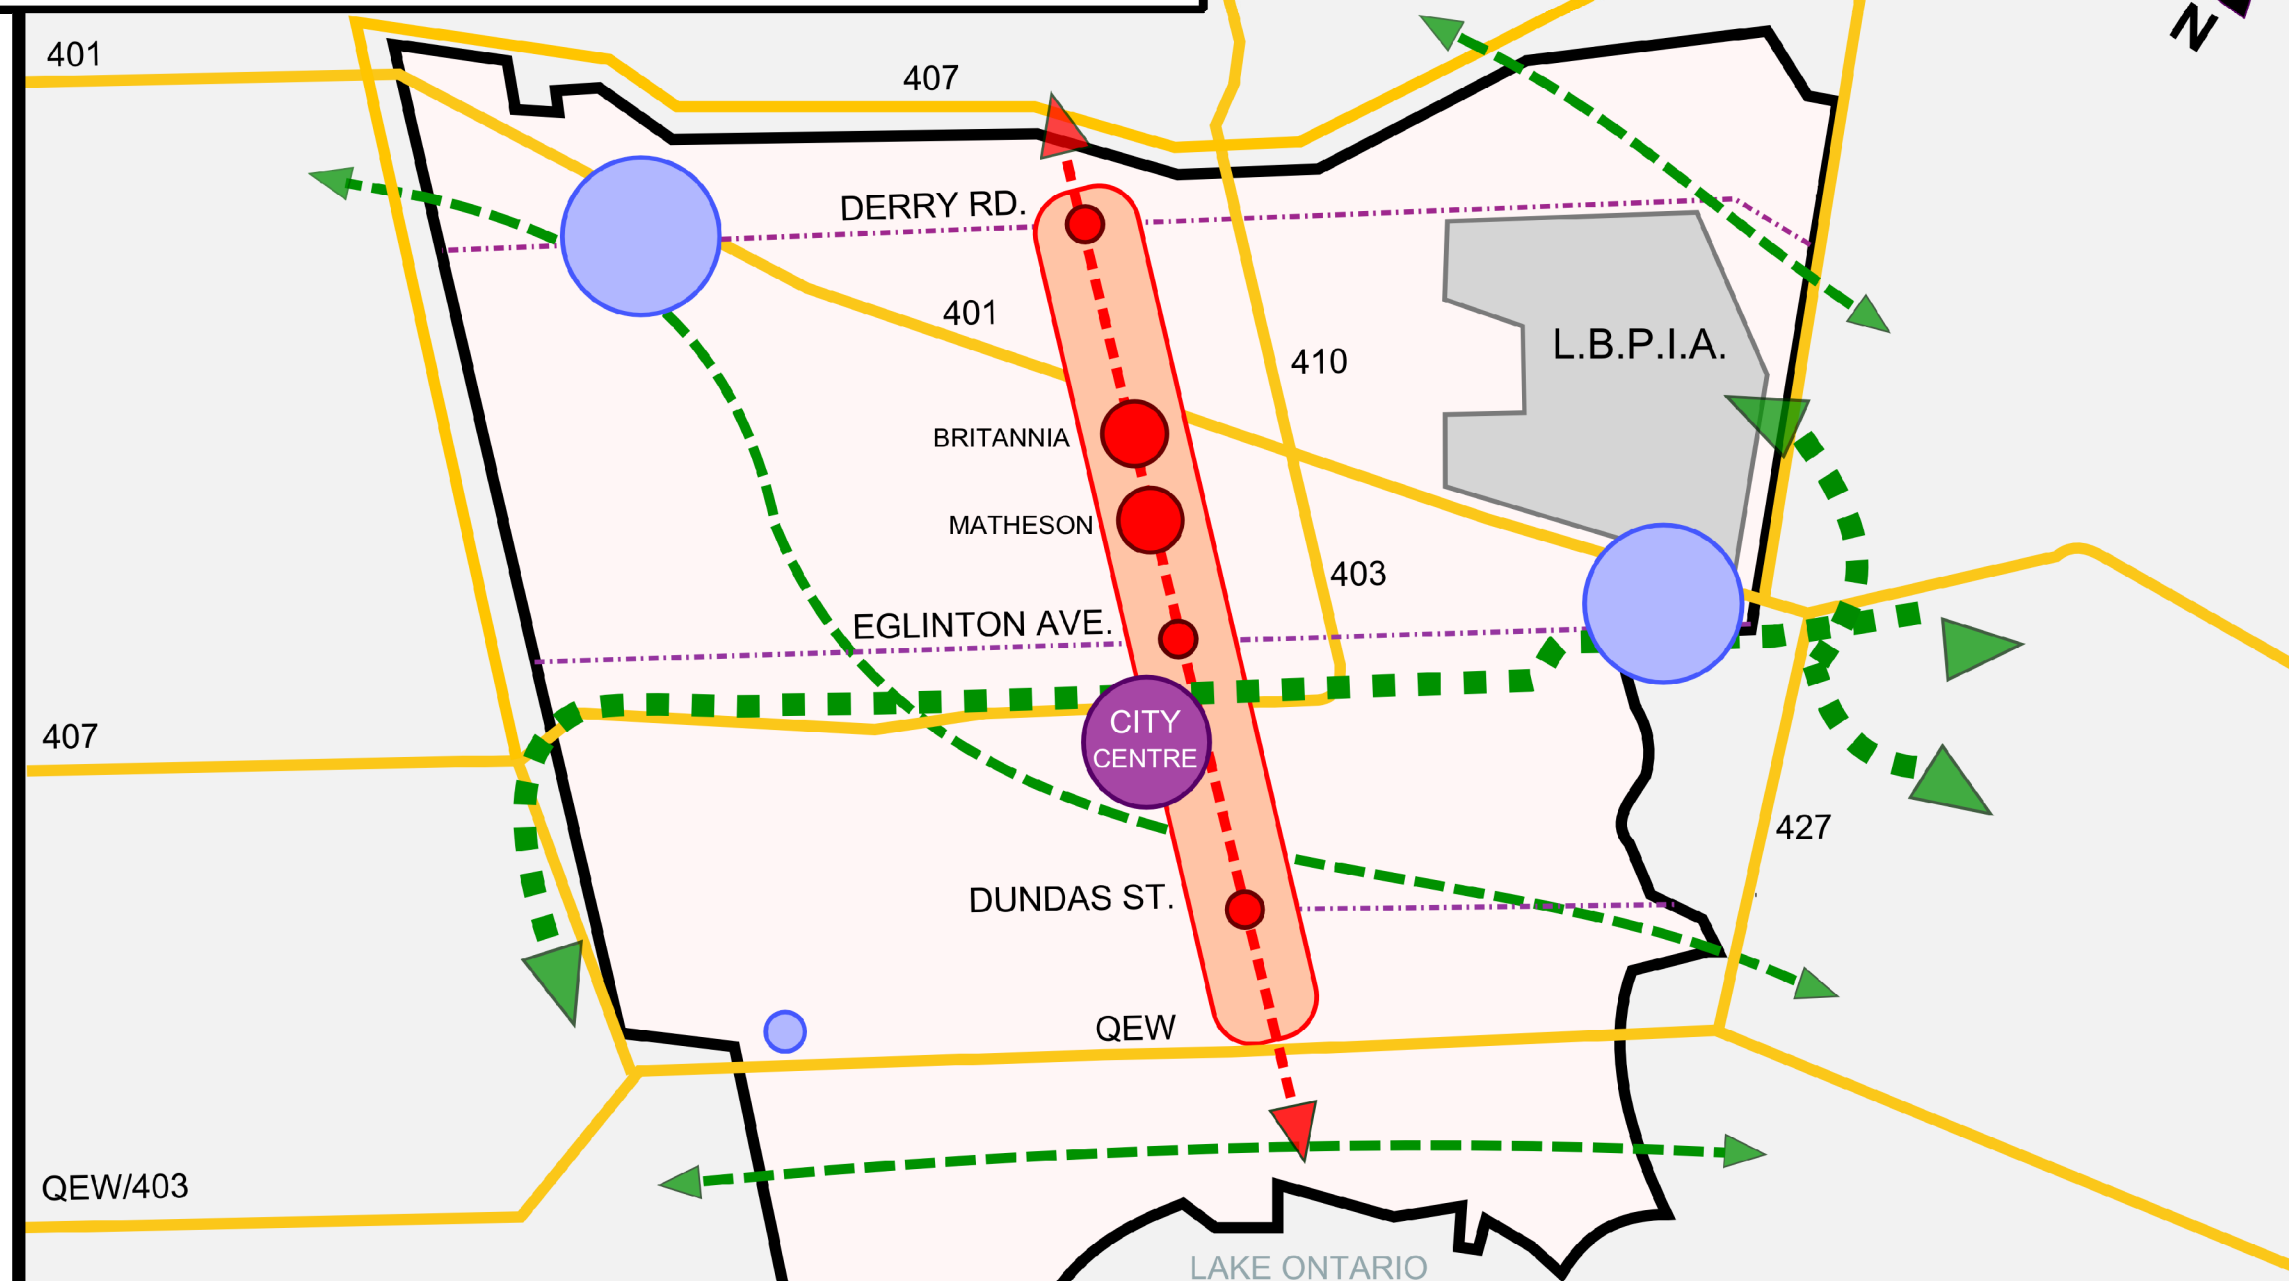 N
401
407
DERRY RD.
401
L.B.P.I.A.
410
BRITANNIA
MATHESON
403
EGLINTON AVE.
CITY
CENTRE
407
427
DUNDAS ST.
QEW
QEW/403
LAKE ONTARIO